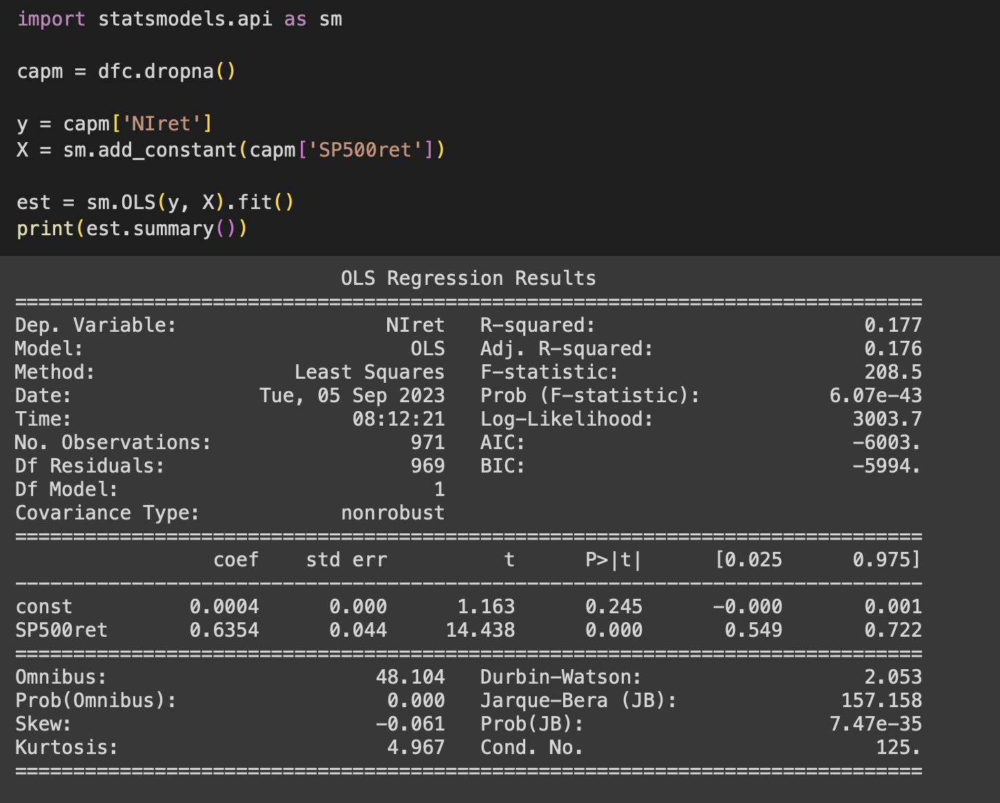 import statsmodels.api as sm
capm = dfc.dropna()
y = capm['NIret']
X = sm.add_constant(capm['SP500ret'])
est = sm.OLS(y, X).fit()
print(est.summary())
                            OLS Regression Results
==============================================================================
Dep. Variable:                  NIret   R-squared:                       0.177
Model:                            OLS   Adj. R-squared:                  0.176
Method:                 Least Squares   F-statistic:                     208.5
Date:                Tue, 05 Sep 2023   Prob (F-statistic):           6.07e-43
Time:                        08:12:21   Log-Likelihood:                 3003.7
No. Observations:                 971   AIC:                            -6003.
Df Residuals:                     969   BIC:                            -5994.
Df Model:                           1
Covariance Type:            nonrobust
==============================================================================
                 coef    std err          t      P>|t|      [0.025      0.975]
------------------------------------------------------------------------------
const          0.0004      0.000      1.163      0.245      -0.000       0.001
SP500ret       0.6354      0.044     14.438      0.000       0.549       0.722
==============================================================================
Omnibus:                       48.104   Durbin-Watson:                   2.053
Prob(Omnibus):                  0.000   Jarque-Bera (JB):              157.158
Skew:                          -0.061   Prob(JB):                     7.47e-35
Kurtosis:                       4.967   Cond. No.                         125.
==============================================================================